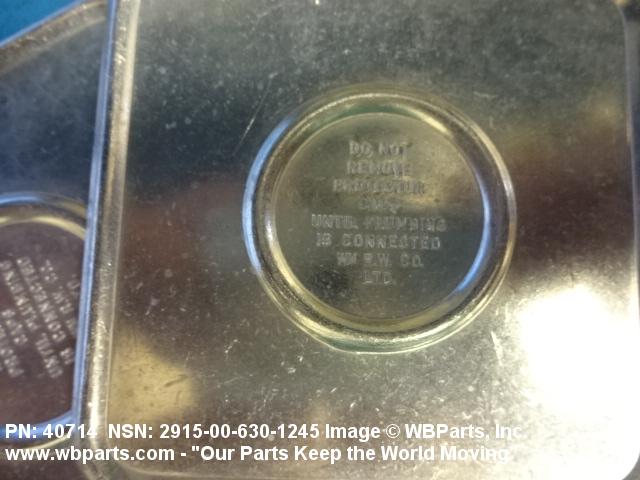 DO NOT
REMOVE
PROTECTOR
CAP
UNTIL PLUMBING
IS CONNECTED
WM R.W. CO.
LTD.
PN: 40714 NSN: 2915-00-630-1245 Image © WBParts, Inc.
www.wbparts.com - "Our Parts Keep the World Moving"